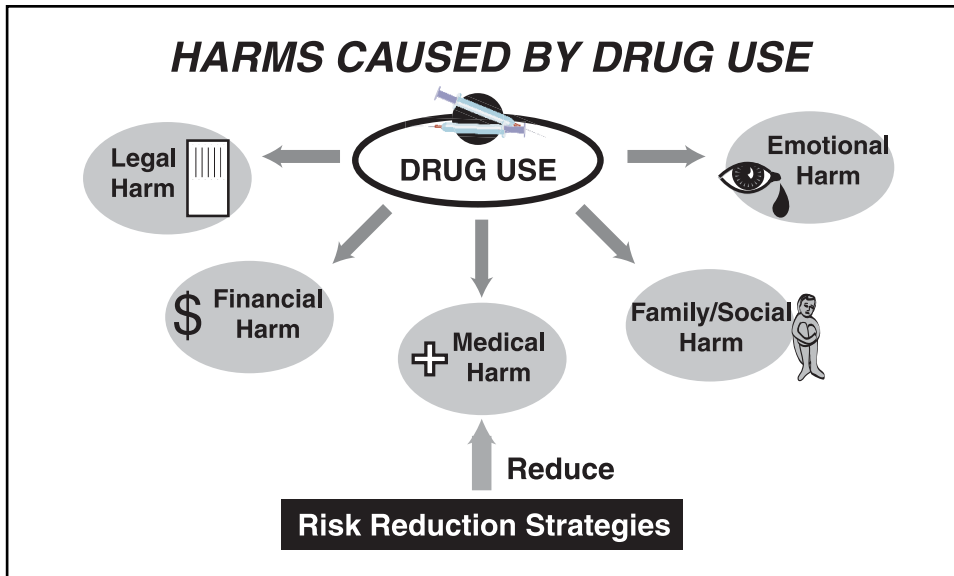 HARMS CAUSED BY DRUG USE
DRUG USE
Legal
Harm
Emotional
Harm
$ Financial
Harm
Medical
Harm
Family/Social
Harm
Reduce
Risk Reduction Strategies